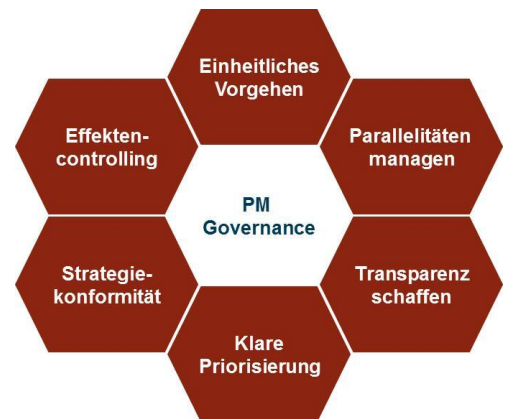 Einheitliches
Vorgehen
Effekten-
controlling
Parallelitäten
managen
PM
Governance
Strategie-
konformität
Transparenz
schaffen
Klare
Priorisierung